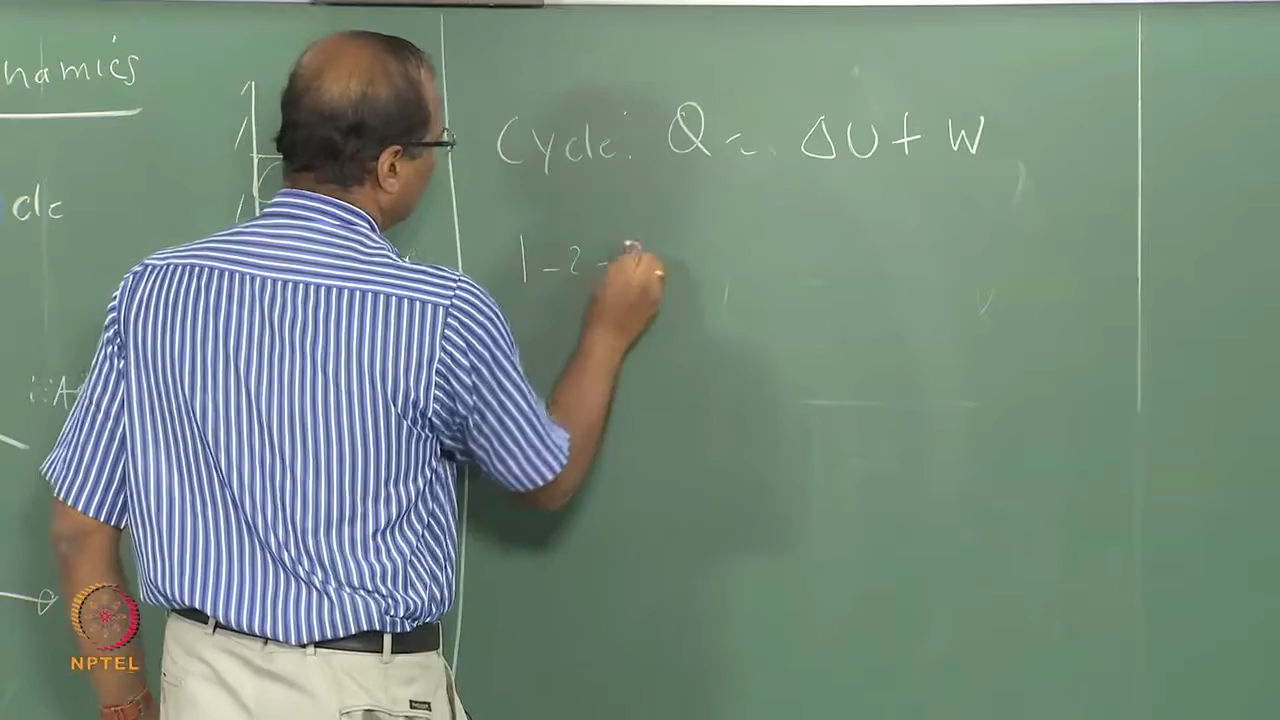 namics
cle
Cycle: Q = ΔU + W
1 - 2 -
NPTEL